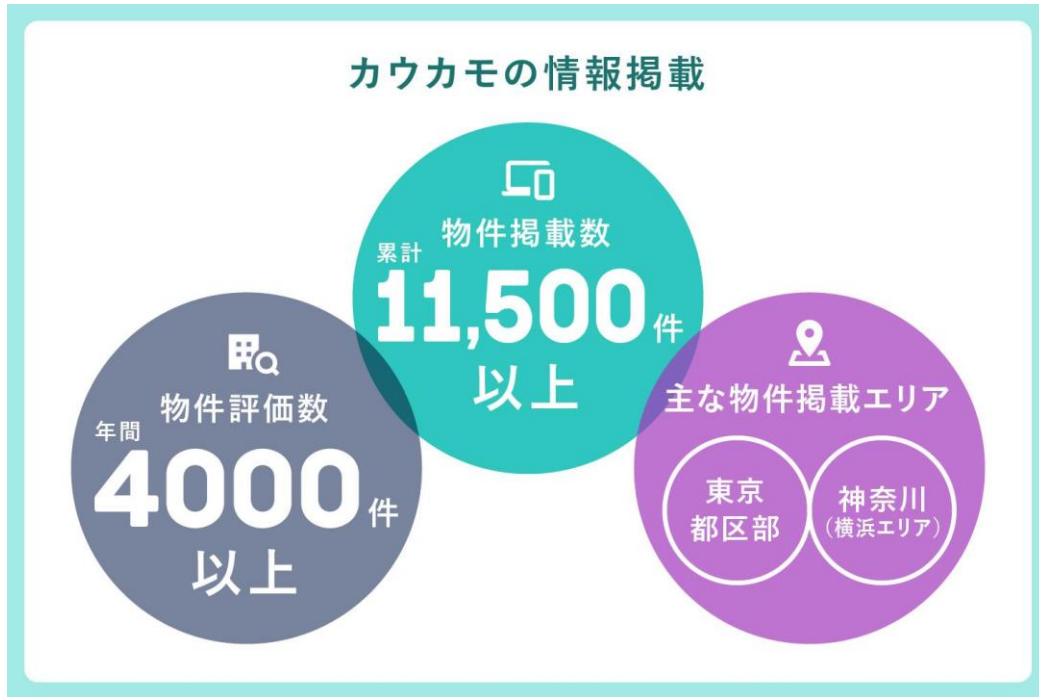 カウカモの情報掲載
物件掲載数
累計
11,500件
以上
物件評価数
年間
4000件
以上
主な物件掲載エリア
東京
都区部
神奈川
(横浜エリア)